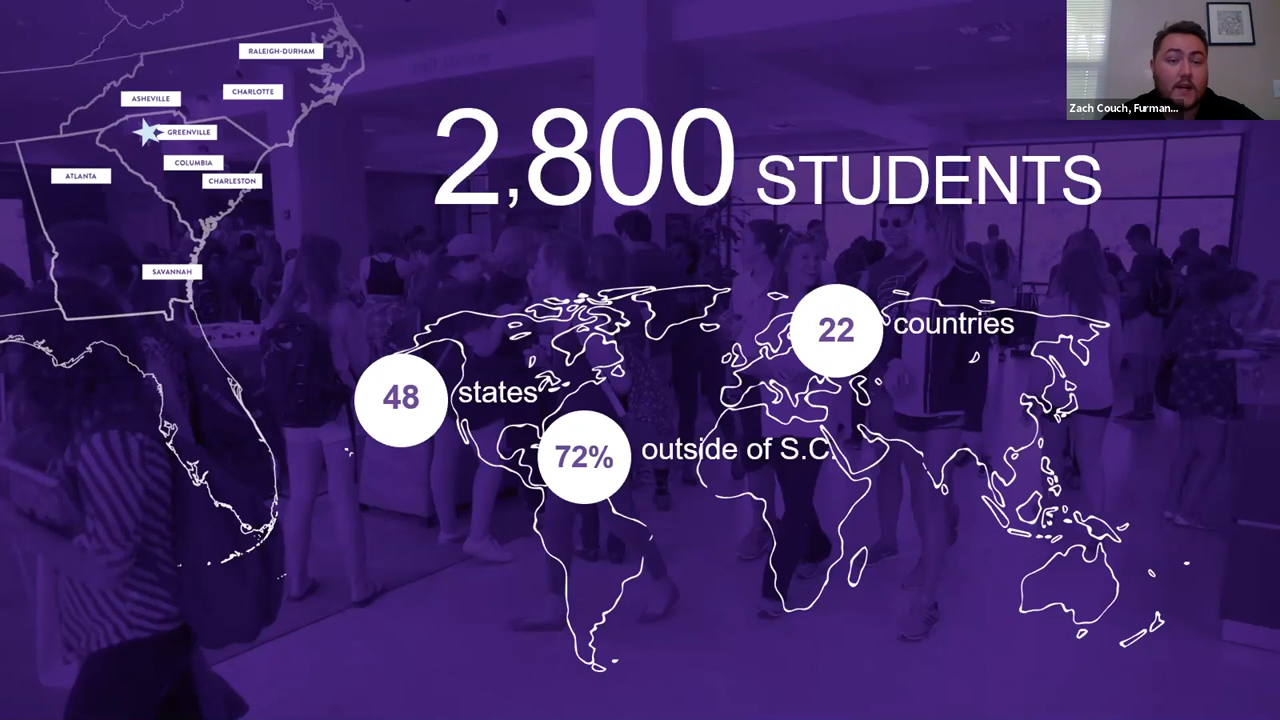 RALEIGH-DURHAM
CHARLOTTE
ASHEVILLE
GREENVILLE
COLUMBIA
ATLANTA
CHARLESTON
SAVANNAH
2,800 STUDENTS
22 countries
48 states
72% outside of S.C.
Zach Couch, Furman...